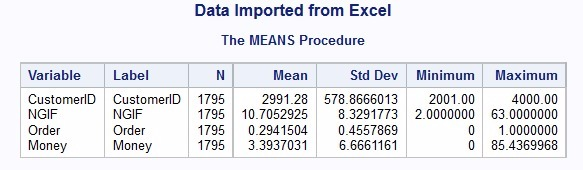 Data Imported from Excel
The MEANS Procedure
Variable Label N Mean Std Dev Minimum Maximum
CustomerID CustomerID 1795 2991.28 578.8666013 2001.00 4000.00
NGIF NGIF 1795 10.7052925 8.3291773 2.0000000 63.0000000
Order Order 1795 0.2941504 0.4557869 0 1.0000000
Money Money 1795 3.3937031 6.6661161 0 85.4369968